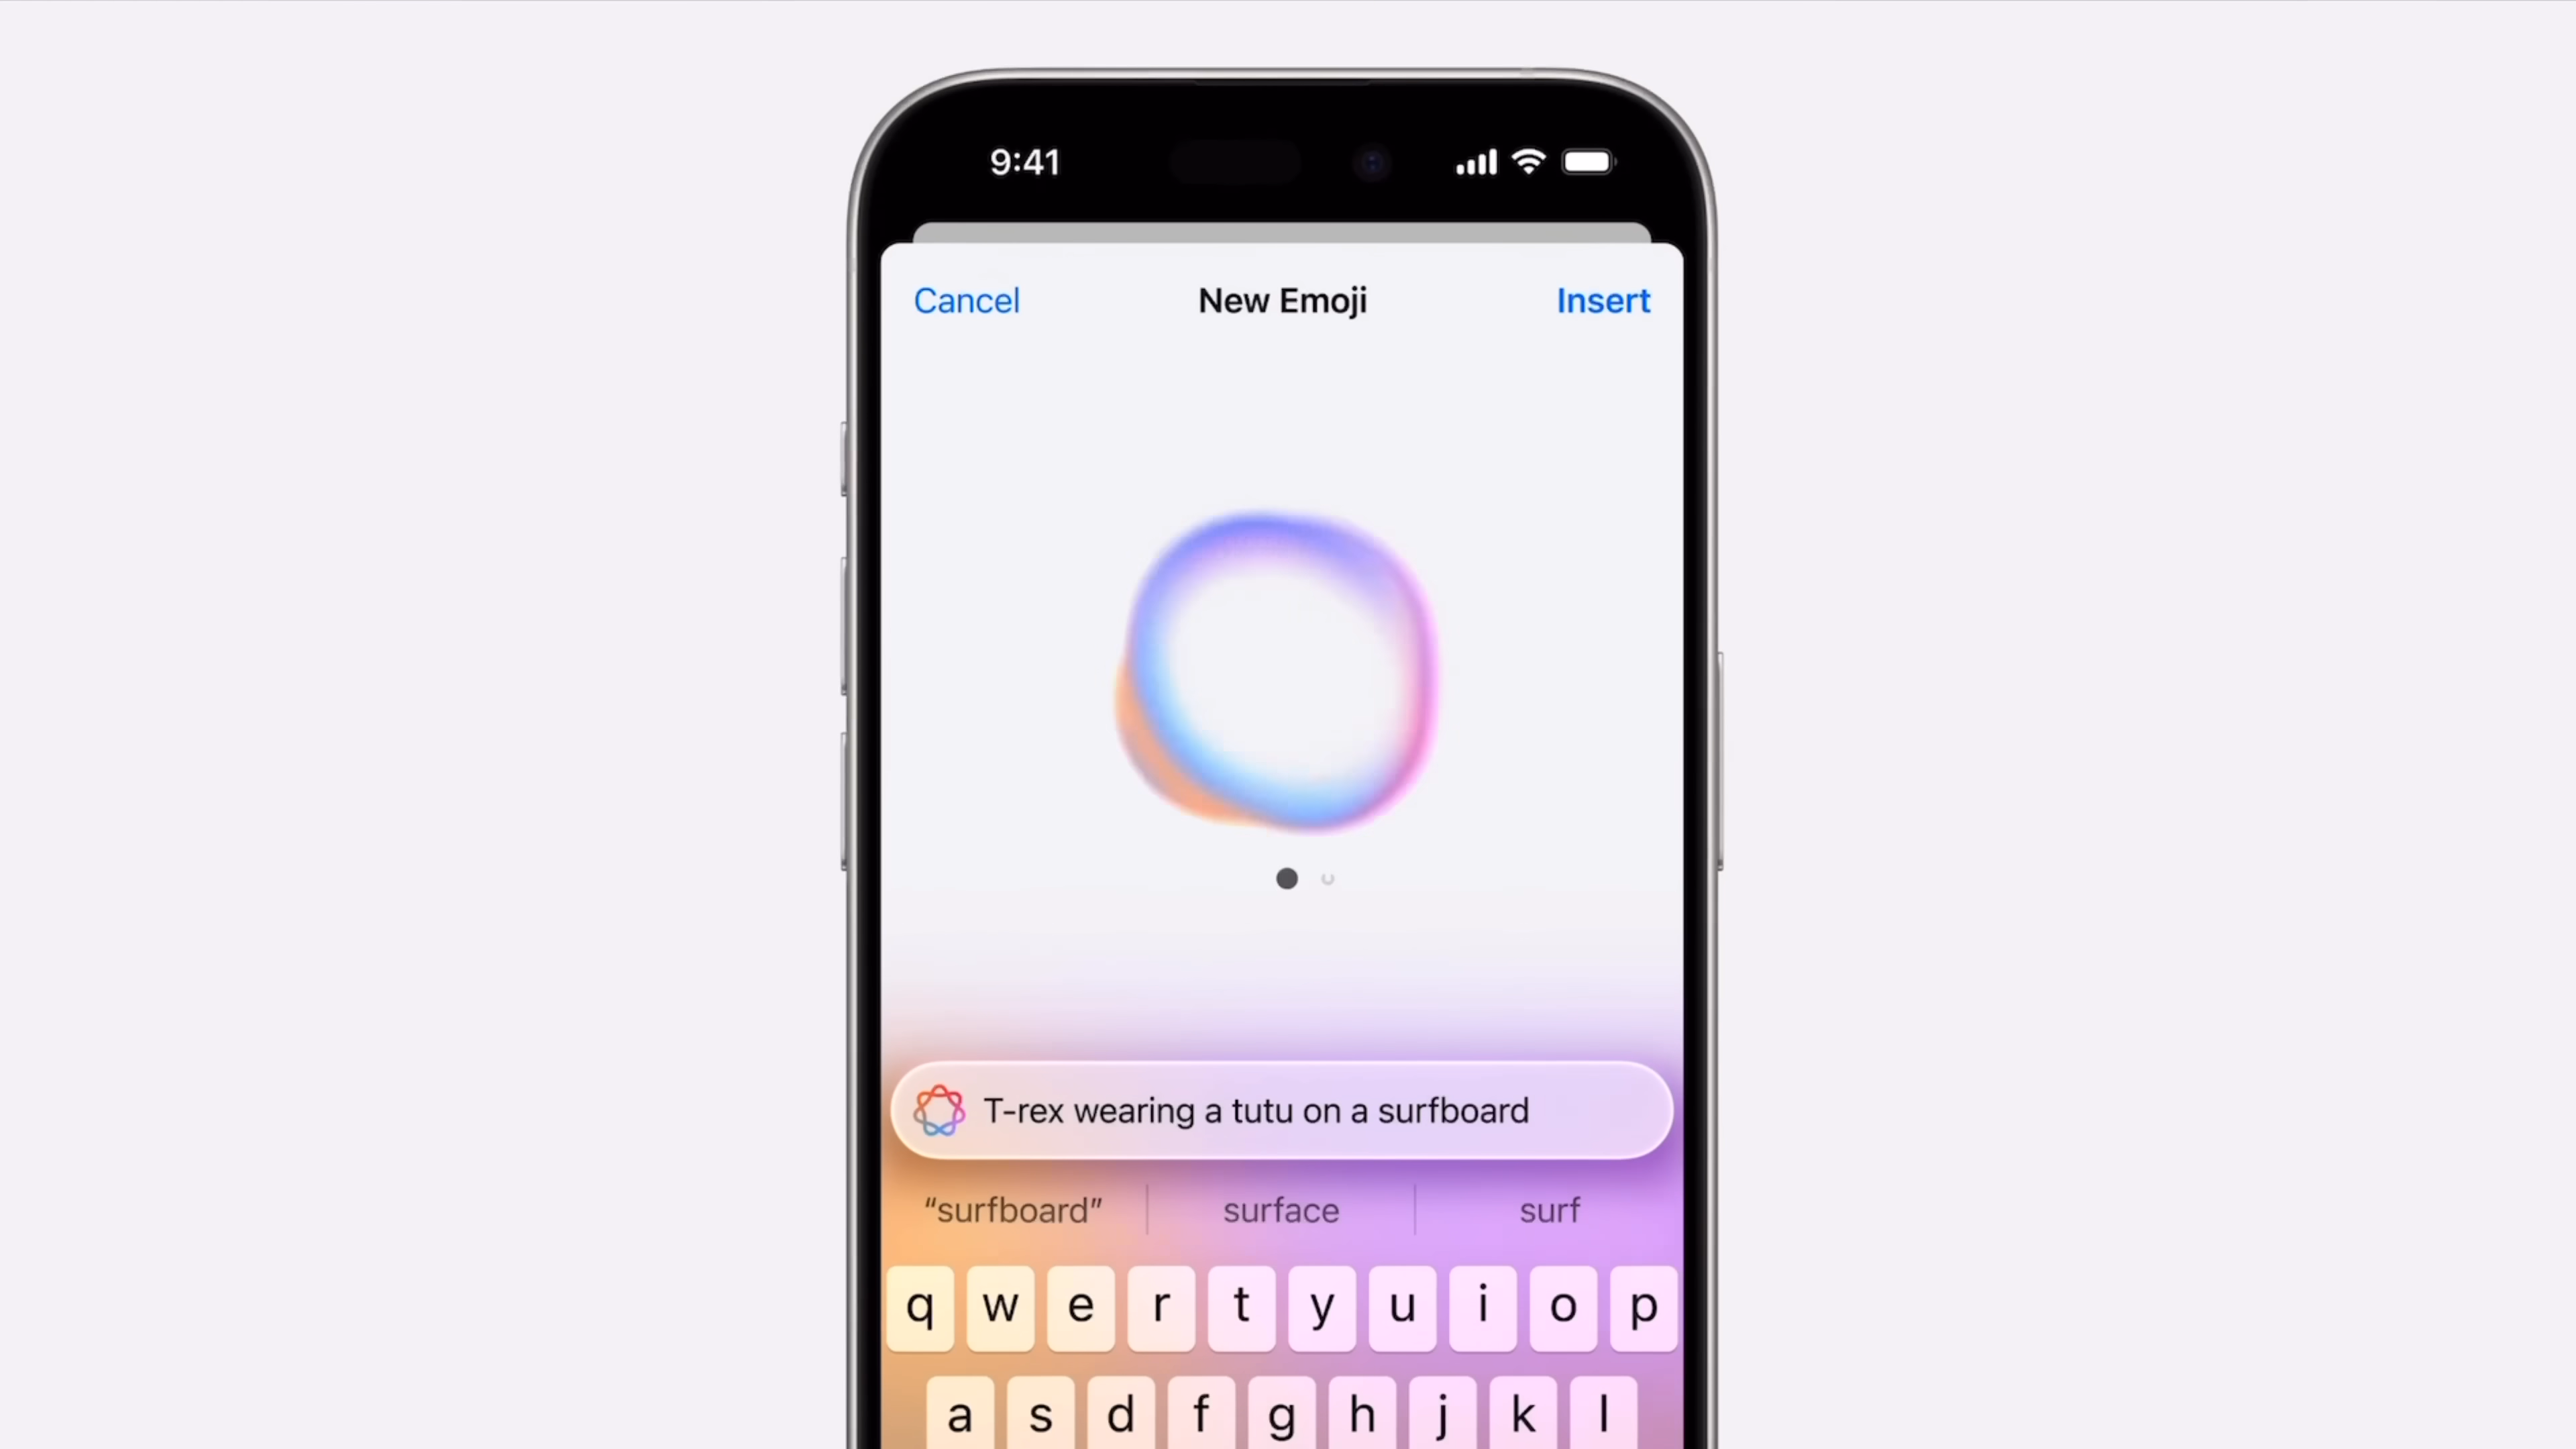 9:41
Cancel New Emoji Insert
T-rex wearing a tutu on a surfboard
“surfboard” surface surf
q w e r t y u i o p
a s d f g h j k l